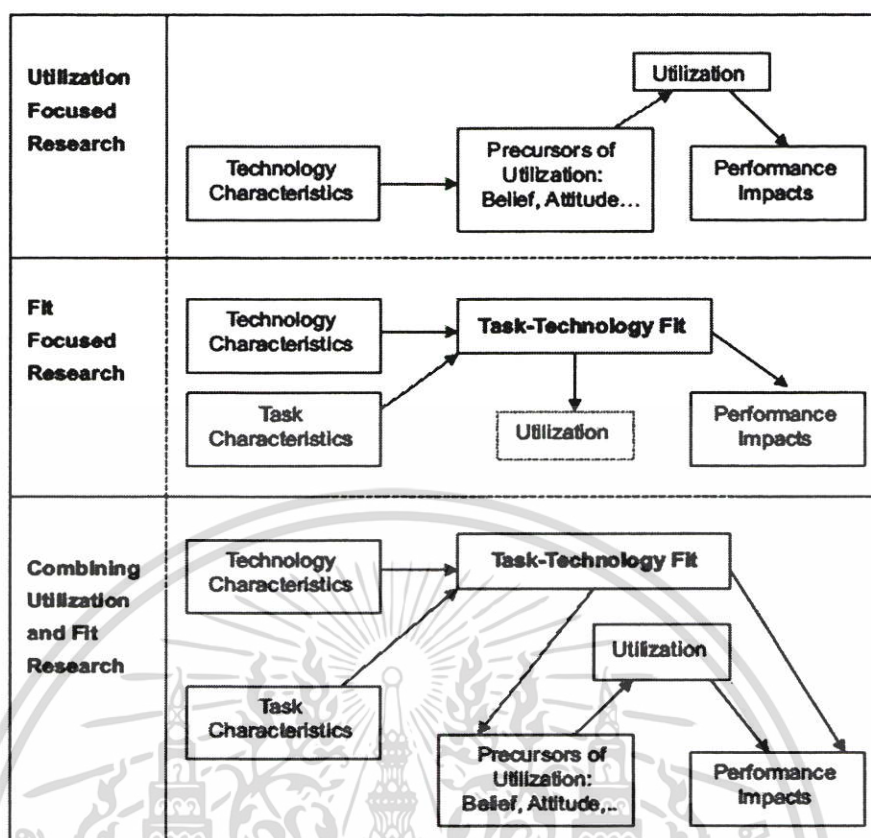 Utilization
Focused
Research
Utilization
Technology
Characteristics
Precursors of
Utilization:
Belief, Attitude...
Performance
Impacts
Fit
Focused
Research
Technology
Characteristics
Task-Technology Fit
Task
Characteristics
Utilization
Performance
Impacts
Combining
Utilization
and Fit
Research
Technology
Characteristics
Task-Technology Fit
Utilization
Task
Characteristics
Precursors of
Utilization:
Belief, Attitude,..
Performance
Impacts